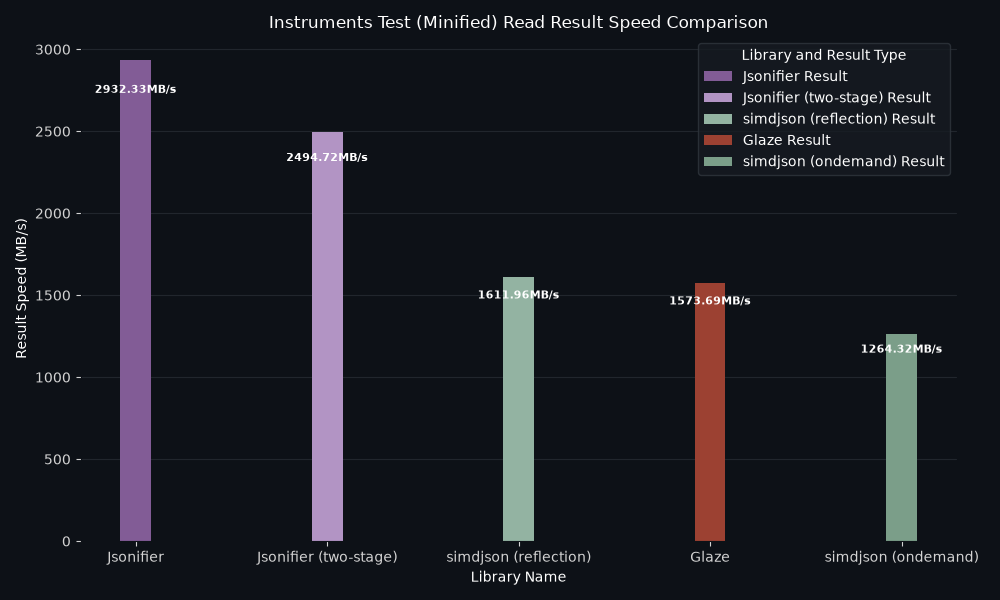 Instruments Test (Minified) Read Result Speed Comparison
3000
2500
2000
1500
1000
500
0
Result Speed (MB/s)
2932.33MB/s
2494.72MB/s
1611.96MB/s
1573.69MB/s
1264.32MB/s
Library and Result Type
Jsonifier Result
Jsonifier (two-stage) Result
simdjson (reflection) Result
Glaze Result
simdjson (ondemand) Result
Jsonifier
Jsonifier (two-stage)
simdjson (reflection)
Glaze
simdjson (ondemand)
Library Name